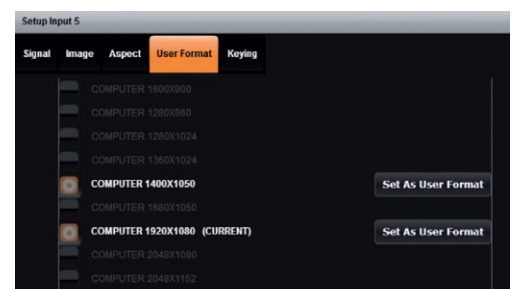 Setup Input 5
Signal Image Aspect User Format Keying
COMPUTER 1600X900
COMPUTER 1280X960
COMPUTER 1280X1024
COMPUTER 1360X1024
COMPUTER 1400X1050 Set As User Format
COMPUTER 1680X1050
COMPUTER 1920X1080 (CURRENT) Set As User Format
COMPUTER 2048X1080
COMPUTER 2048X1152